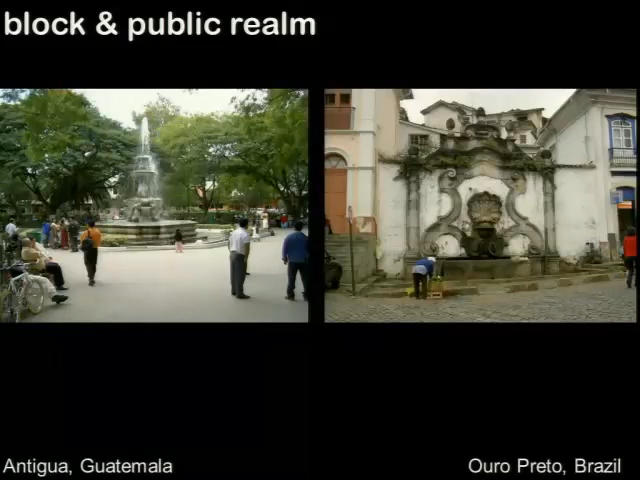 block & public realm
Antigua, Guatemala
Ouro Preto, Brazil